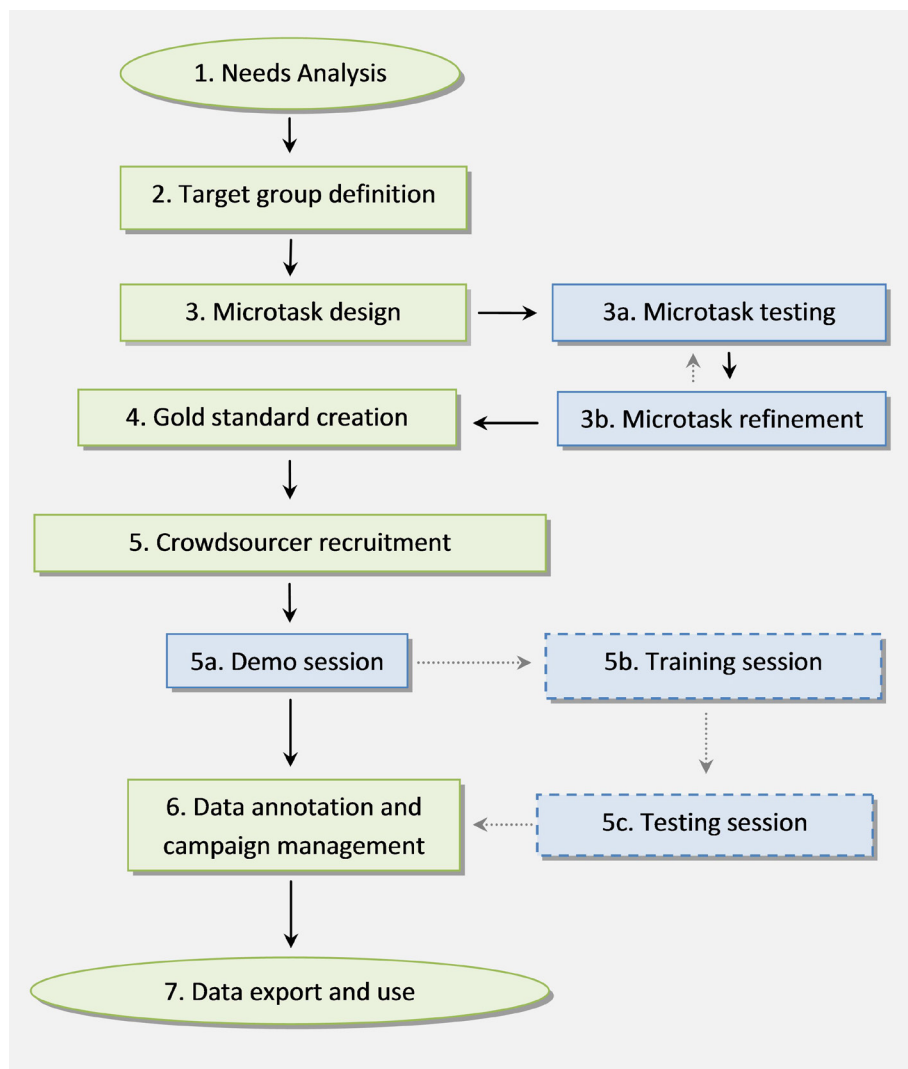 1. Needs Analysis
2. Target group definition
3. Microtask design
3a. Microtask testing
3b. Microtask refinement
4. Gold standard creation
5. Crowdsourcer recruitment
5a. Demo session
5b. Training session
5c. Testing session
6. Data annotation and
campaign management
7. Data export and use